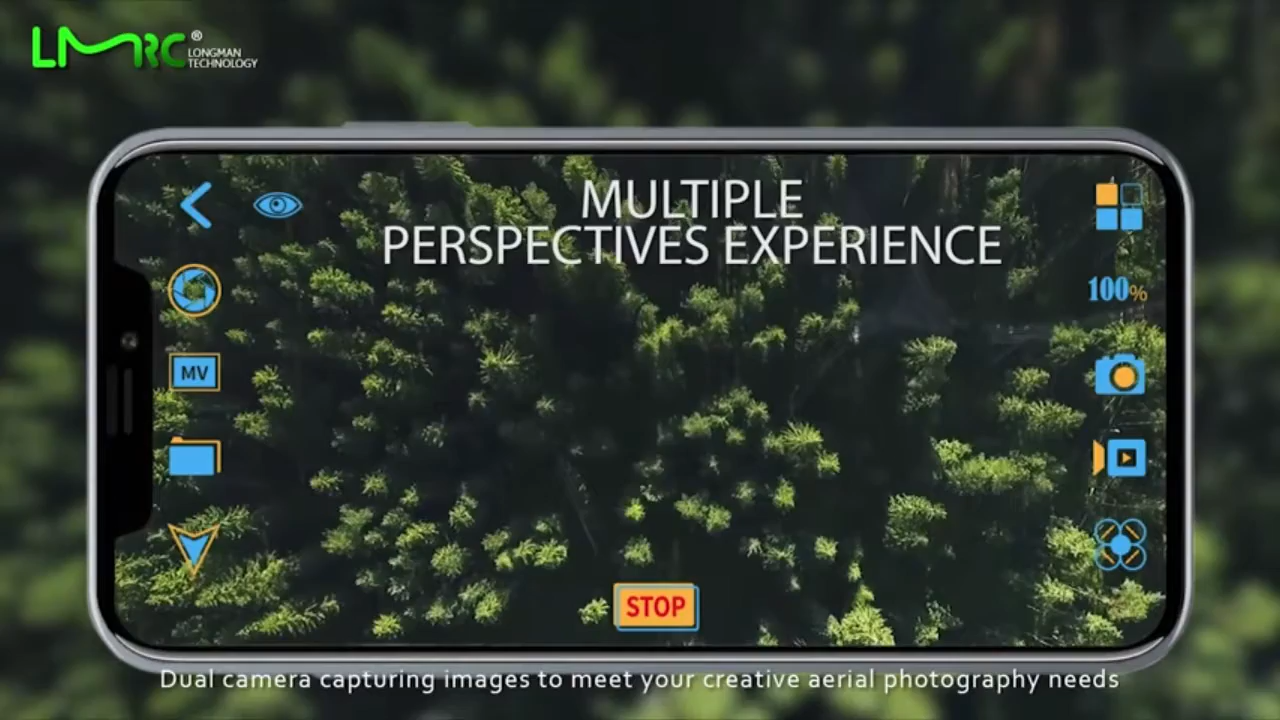 LMRC®
LONGMAN
TECHNOLOGY
MULTIPLE
PERSPECTIVES EXPERIENCE
100%
MV
STOP
Dual camera capturing images to meet your creative aerial photography needs